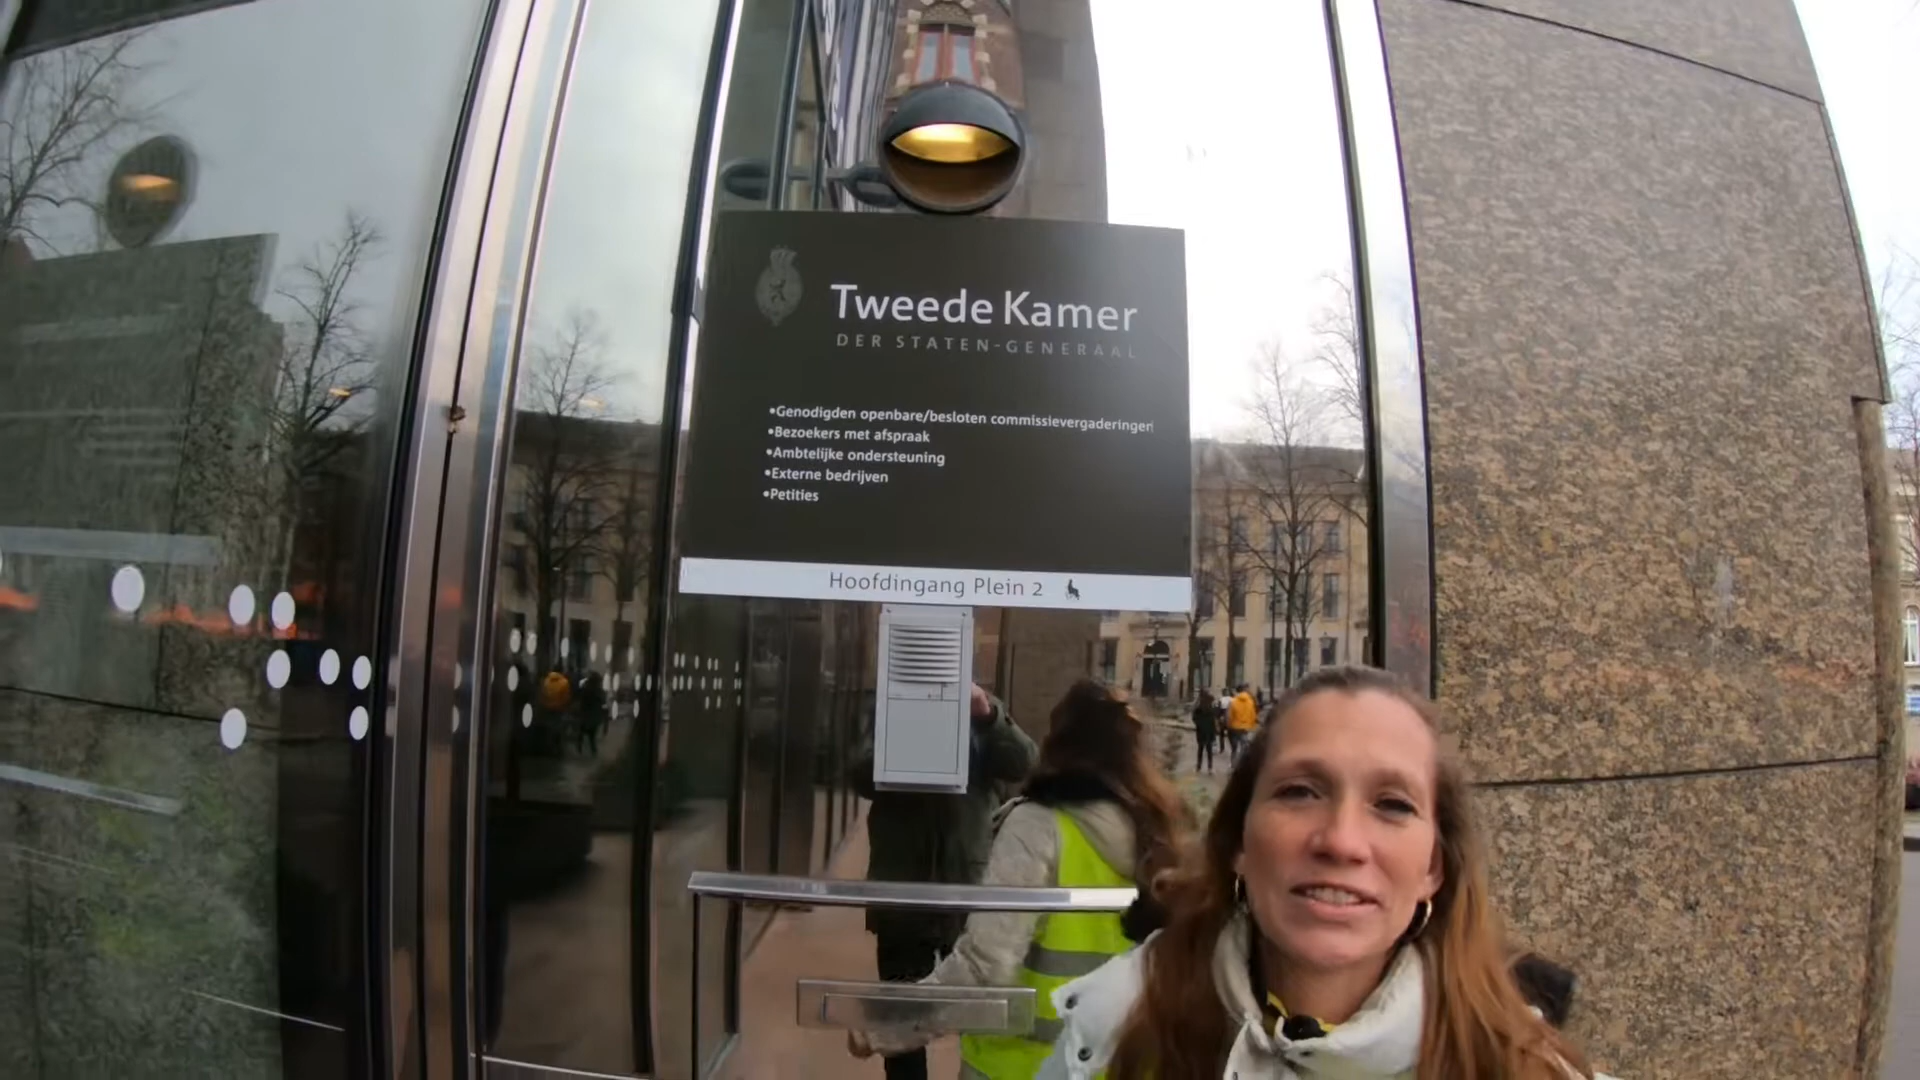 Tweede Kamer
DER STATEN-GENERAAL
•Genodigden openbare/besloten commissievergaderingen
•Bezoekers met afspraak
•Ambtelijke ondersteuning
•Externe bedrijven
•Petities
Hoofdingang Plein 2